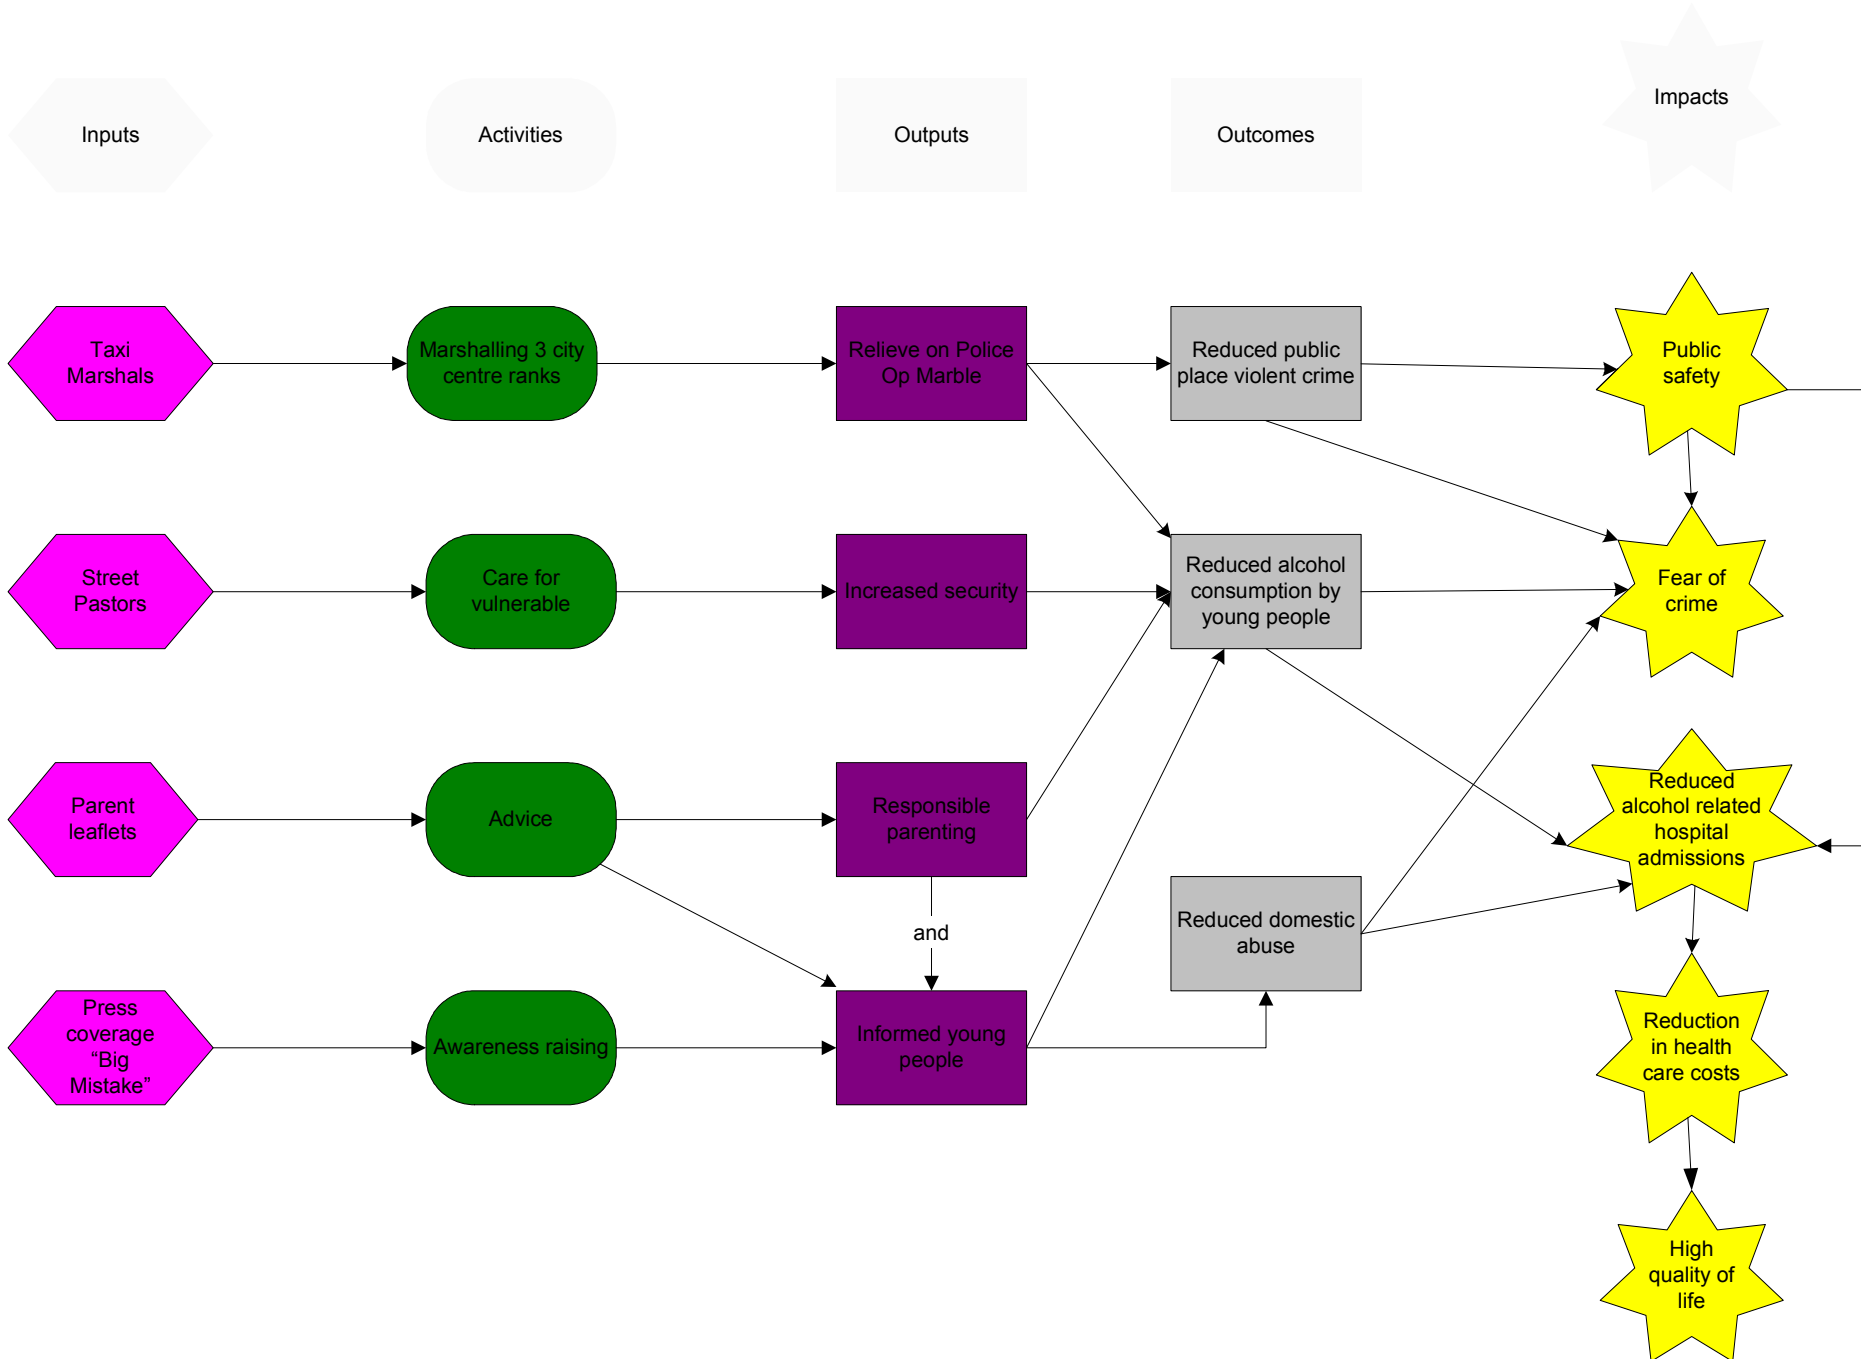 Inputs
Activities
Outputs
Outcomes
Impacts
Taxi
Marshals
Marshalling 3 city
centre ranks
Relieve on Police
Op Marble
Reduced public
place violent crime
Public
safety
Street
Pastors
Care for
vulnerable
Increased security
Reduced alcohol
consumption by
young people
Fear of
crime
Parent
leaflets
Advice
Responsible
parenting
Reduced
alcohol related
hospital
admissions
and
Reduced domestic
abuse
Press
coverage
“Big
Mistake”
Awareness raising
Informed young
people
Reduction
in health
care costs
High
quality of
life